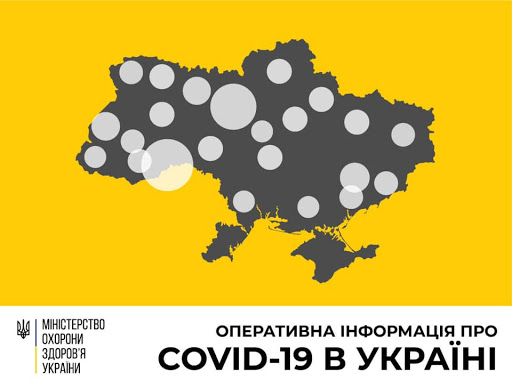 МІНІСТЕРСТВО
ОХОРОНИ
ЗДОРОВ'Я
УКРАЇНИ
ОПЕРАТИВНА ІНФОРМАЦІЯ ПРО
COVID-19 В УКРАЇНІ